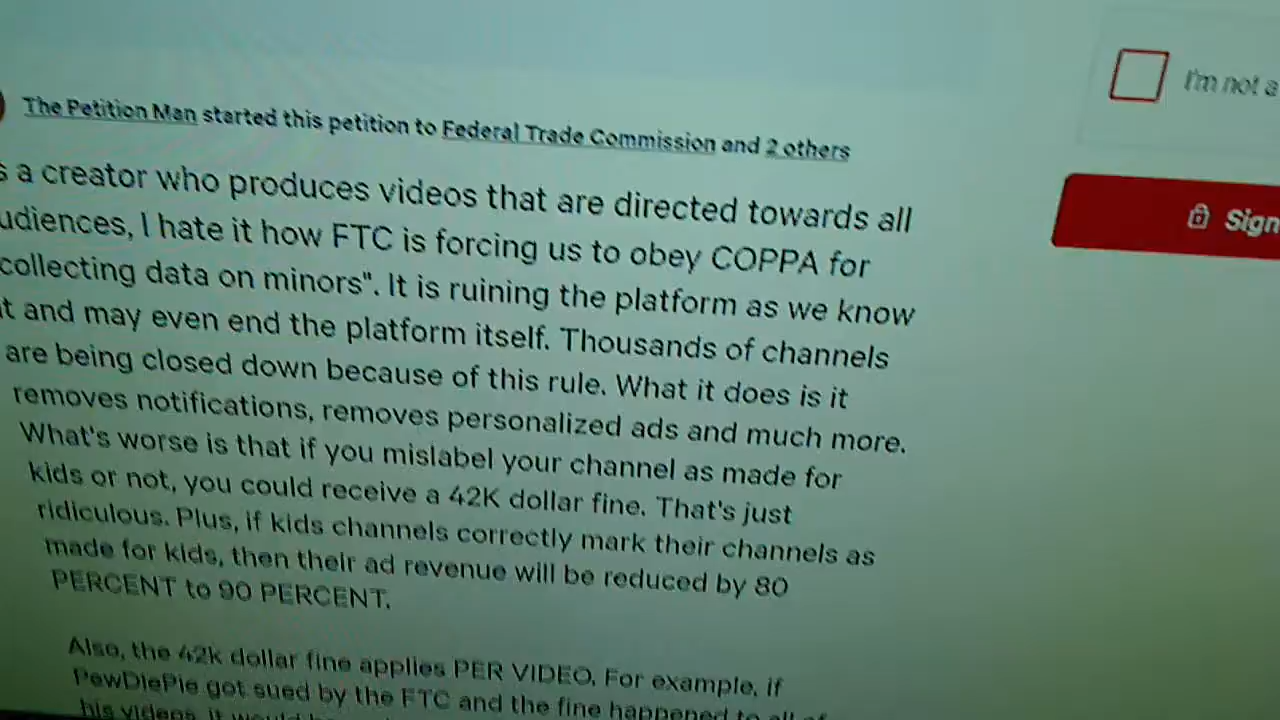 I'm not a
The Petition Man started this petition to Federal Trade Commission and 2 others
Sign
s a creator who produces videos that are directed towards all
udiences, I hate it how FTC is forcing us to obey COPPA for
collecting data on minors". It is ruining the platform as we know
it and may even end the platform itself. Thousands of channels
are being closed down because of this rule. What it does is it
removes notifications, removes personalized ads and much more.
What's worse is that if you mislabel your channel as made for
kids or not, you could receive a 42K dollar fine. That's just
ridiculous. Plus, if kids channels correctly mark their channels as
made for kids, then their ad revenue will be reduced by 80
PERCENT to 90 PERCENT.
Also, the 42k dollar fine applies PER VIDEO. For example, if
PewDiePie got sued by the FTC and the fine happened to all of
his videos, it would